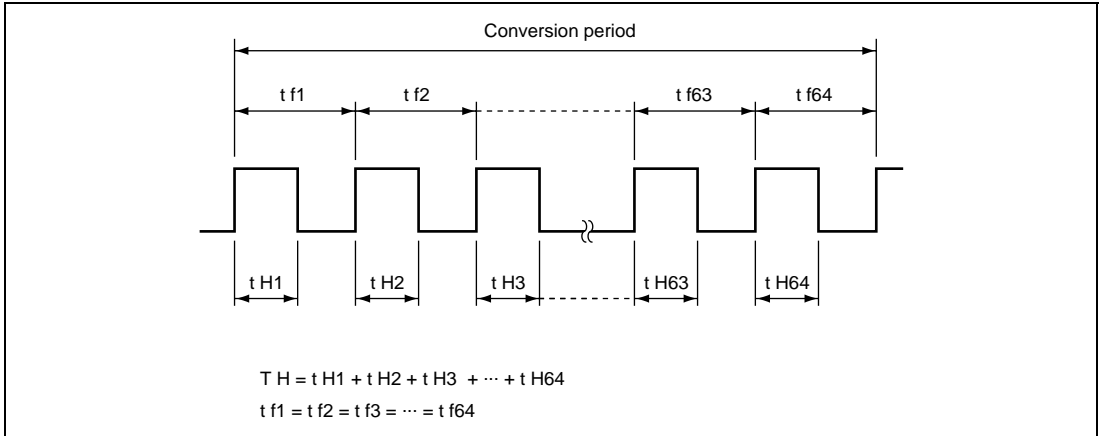 Conversion period
t f1 t f2 t f63 t f64
t H1 t H2 t H3 t H63 t H64
T H = t H1 + t H2 + t H3 + ··· + t H64
t f1 = t f2 = t f3 = ··· = t f64